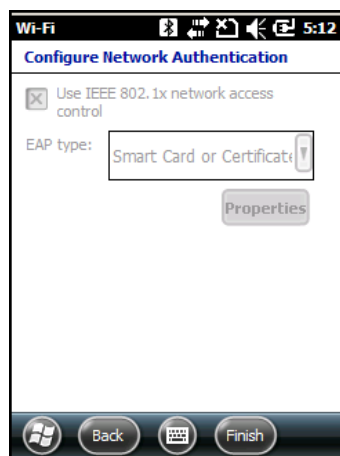 Wi-Fi 5:12
Configure Network Authentication
Use IEEE 802.1x network access
control
EAP type:
Smart Card or Certificate
Properties
Back Finish